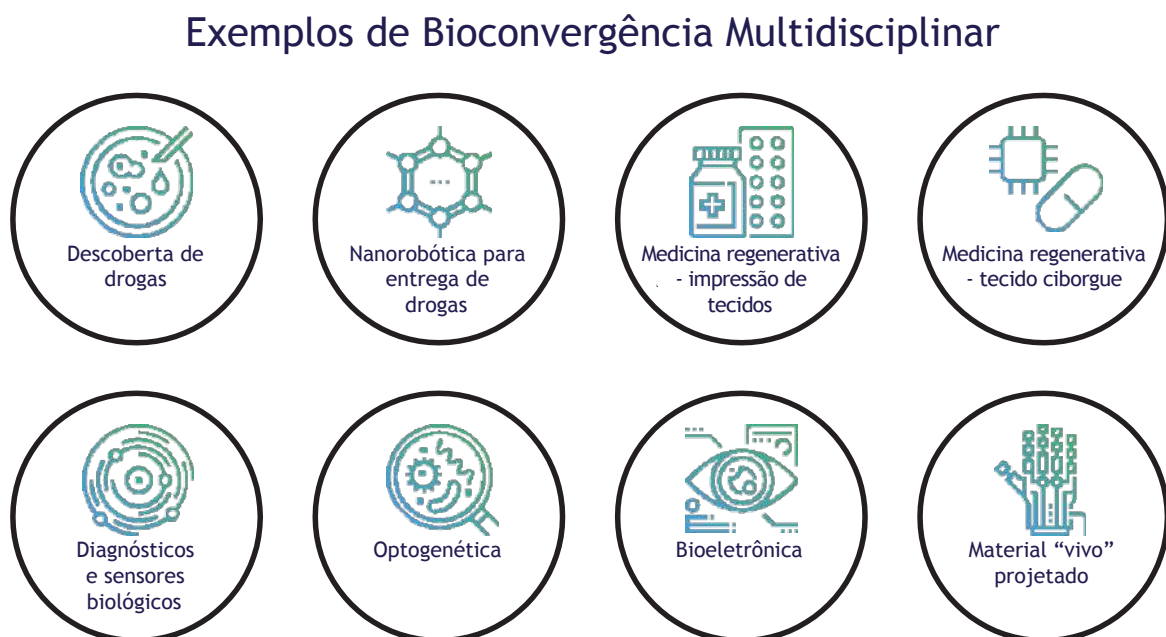 Exemplos de Bioconvergência Multidisciplinar
Descoberta de
drogas
Nanorobótica para
entrega de
drogas
Medicina regenerativa
- impressão de
tecidos
Medicina regenerativa
- tecido ciborgue
Diagnósticos
e sensores
biológicos
Optogenética
Bioeletrônica
Material “vivo”
projetado